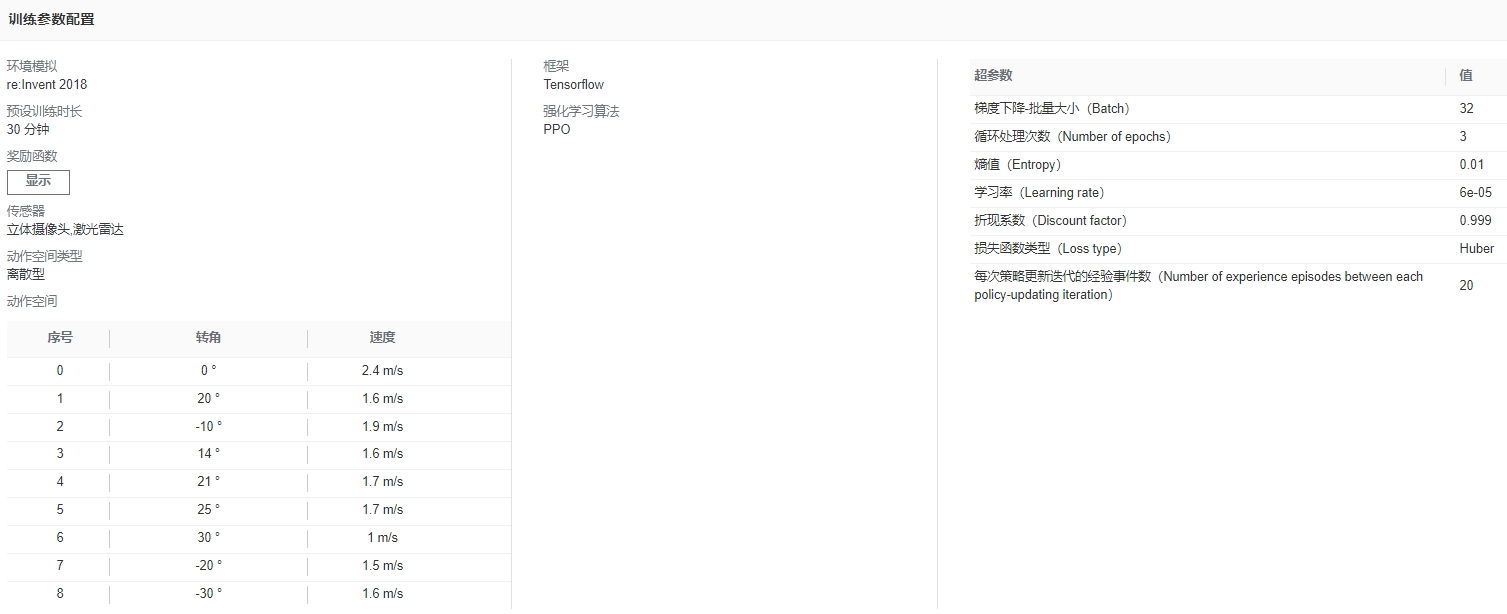 训练参数配置
环境模拟
re:Invent 2018
预设训练时长
30 分钟
奖励函数
显示
传感器
立体摄像头,激光雷达
动作空间类型
离散型
动作空间
序号 转角 速度
0 0 ° 2.4 m/s
1 20 ° 1.6 m/s
2 -10 ° 1.9 m/s
3 14 ° 1.6 m/s
4 21 ° 1.7 m/s
5 25 ° 1.7 m/s
6 30 ° 1 m/s
7 -20 ° 1.5 m/s
8 -30 ° 1.6 m/s
框架
Tensorflow
强化学习算法
PPO
超参数 值
梯度下降-批量大小（Batch） 32
循环处理次数（Number of epochs） 3
熵值（Entropy） 0.01
学习率（Learning rate） 6e-05
折现系数（Discount factor） 0.999
损失函数类型（Loss type） Huber
每次策略更新迭代的经验事件数（Number of experience episodes between each
policy-updating iteration） 20